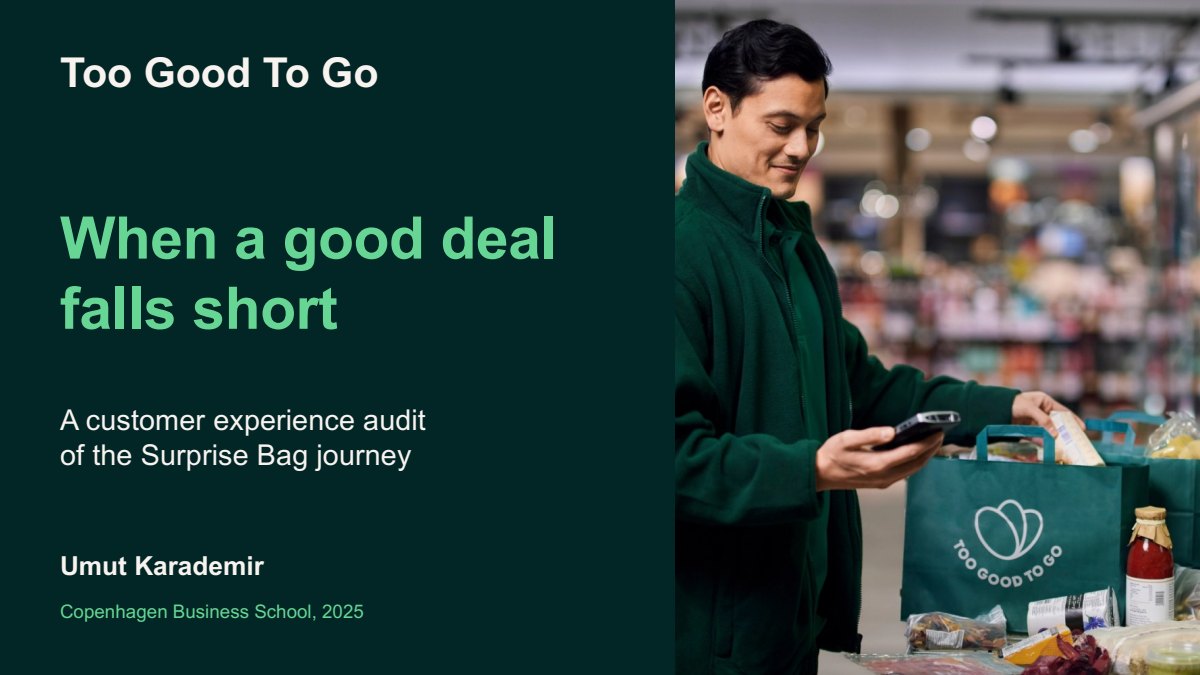 Too Good To Go
When a good deal
falls short
A customer experience audit
of the Surprise Bag journey
Umut Karademir
Copenhagen Business School, 2025
TOO GOOD TO GO